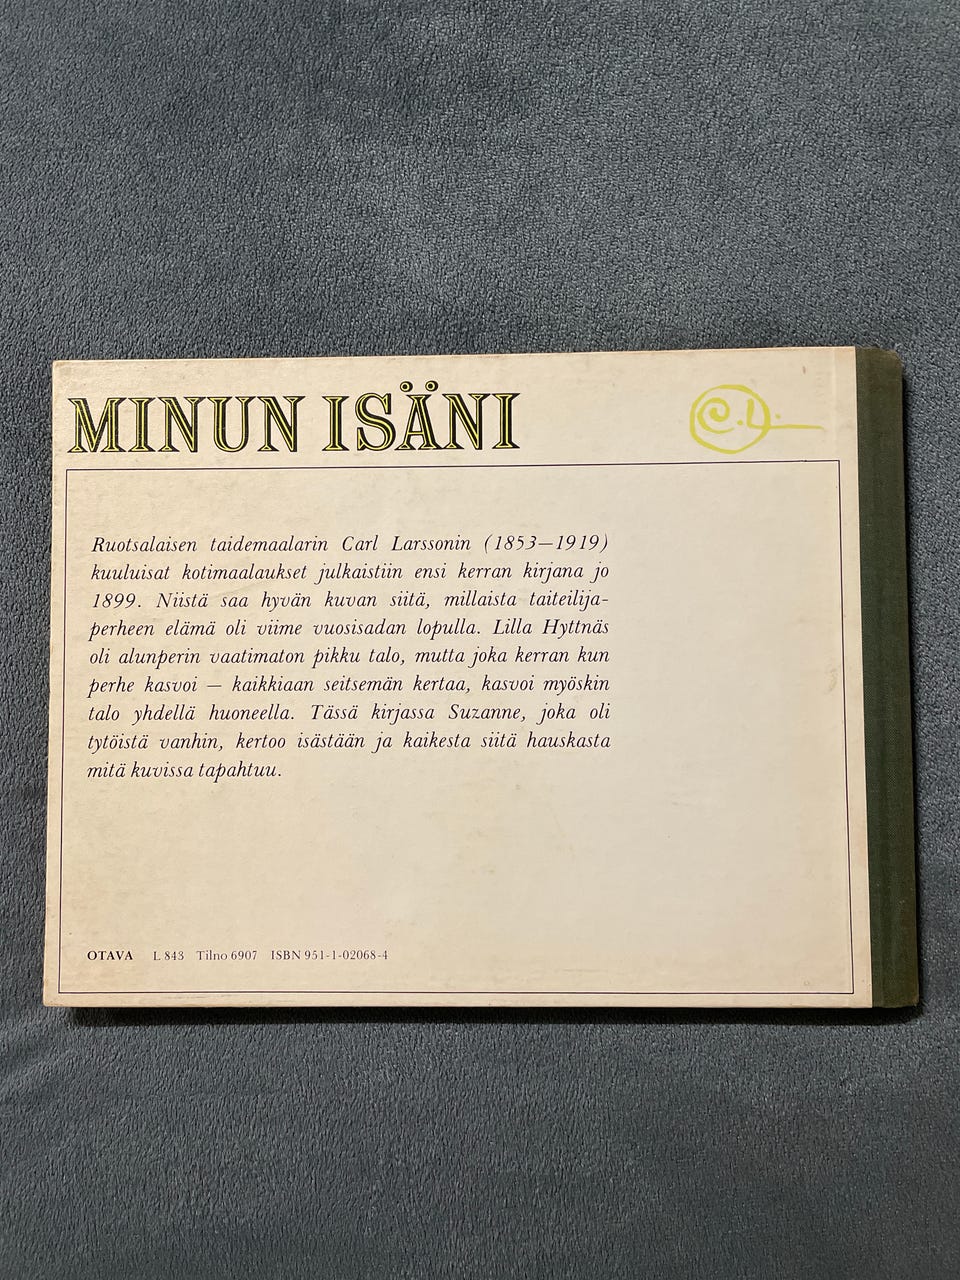 MINUN ISÄNI
C.L.
Ruotsalaisen taidemaalarin Carl Larssonin (1853—1919)
kuuluisat kotimaalaukset julkaistiin ensi kerran kirjana jo
1899. Niistä saa hyvän kuvan siitä, millaista taiteilija-
perheen elämä oli viime vuosisadan lopulla. Lilla Hyttnäs
oli alunperin vaatimaton pikku talo, mutta joka kerran kun
perhe kasvoi — kaikkiaan seitsemän kertaa, kasvoi myöskin
talo yhdellä huoneella. Tässä kirjassa Suzanne, joka oli
tytöistä vanhin, kertoo isästään ja kaikesta siitä hauskasta
mitä kuvissa tapahtuu.
OTAVA L 843 Tilno 6907 ISBN 951-1-02068-4